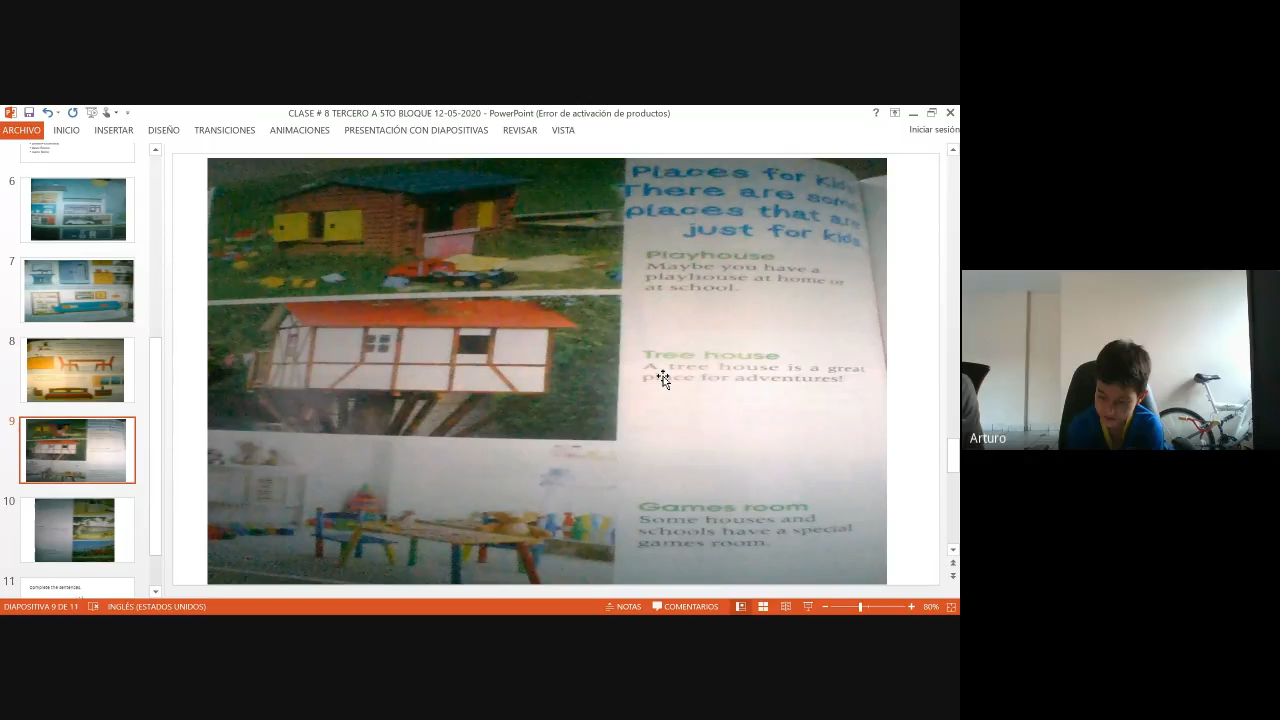 CLASE # 8 TERCERO A 5TO BLOQUE 12-05-2020 - PowerPoint (Error de activación de productos)
ARCHIVO INICIO INSERTAR DISEÑO TRANSICIONES ANIMACIONES PRESENTACIÓN CON DIAPOSITIVAS REVISAR VISTA
Iniciar sesión
6
7
8
9
10
11
complete the sentences.
Places for kids
There are some
places that are
just for kids
Playhouse
Maybe you have a
playhouse at home or
at school.
Tree house
A tree house is a great
place for adventures!
Games room
Some houses and
schools have a special
games room.
Arturo
DIAPOSITIVA 9 DE 11 INGLÉS (ESTADOS UNIDOS) NOTAS COMENTARIOS 80%